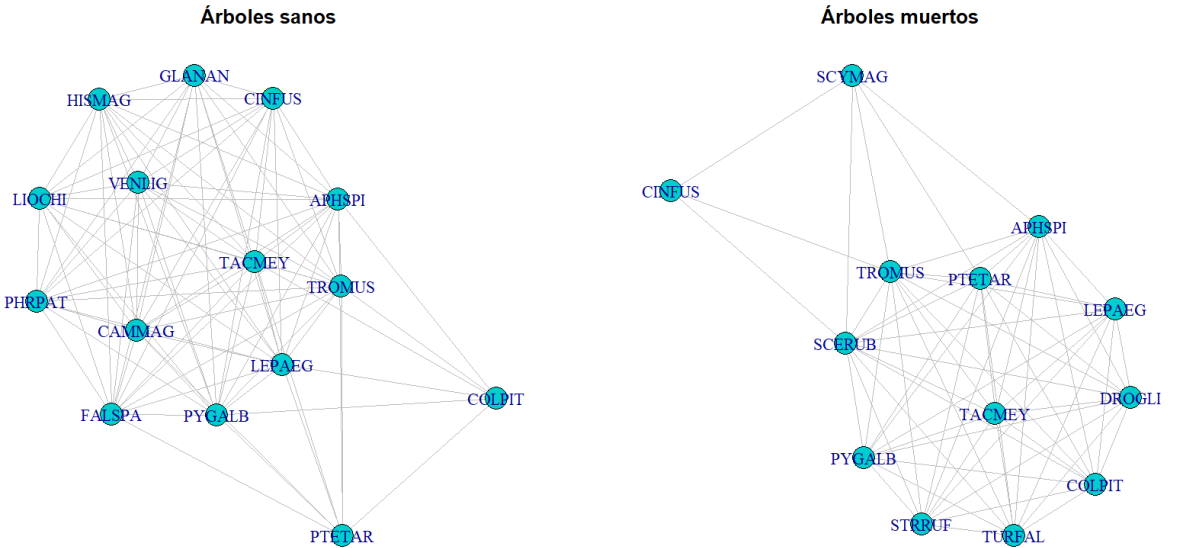 Árboles sanos
GLANAN
HISMAG
CINFUS
VENLIG
LIOCHI
APHSPI
TACMEY
TROMUS
PHRPAT
CAMMAG
LEPAEG
COLPIT
FALSPA
PYGALB
PTETAR
Árboles muertos
SCYMAG
CINFUS
APHSPI
TROMUS
PTETAR
LEPAEG
SCERUB
DROGLI
TACMEY
PYGALB
COLPIT
STRRUF
TURFAL